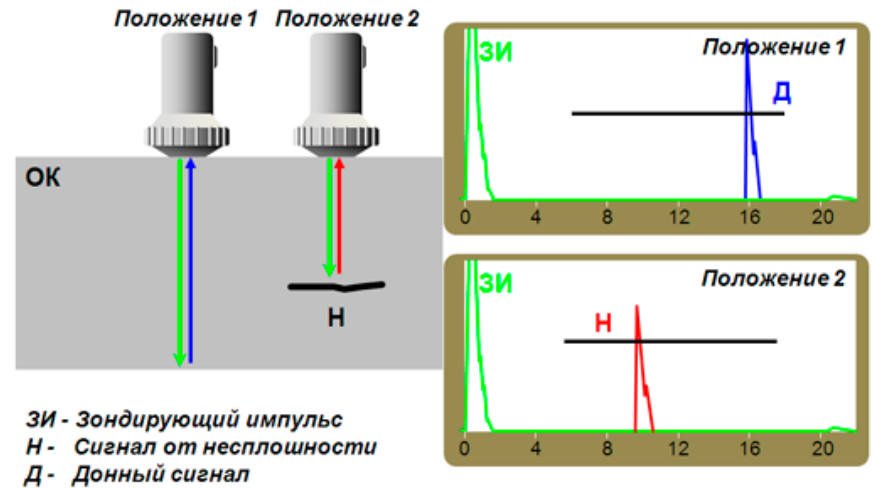 Положение 1 Положение 2
ОК
Н
ЗИ - Зондирующий импульс
Н - Сигнал от несплошности
Д - Донный сигнал
ЗИ
Положение 1
Д
0 4 8 12 16 20
ЗИ
Положение 2
Н
0 4 8 12 16 20